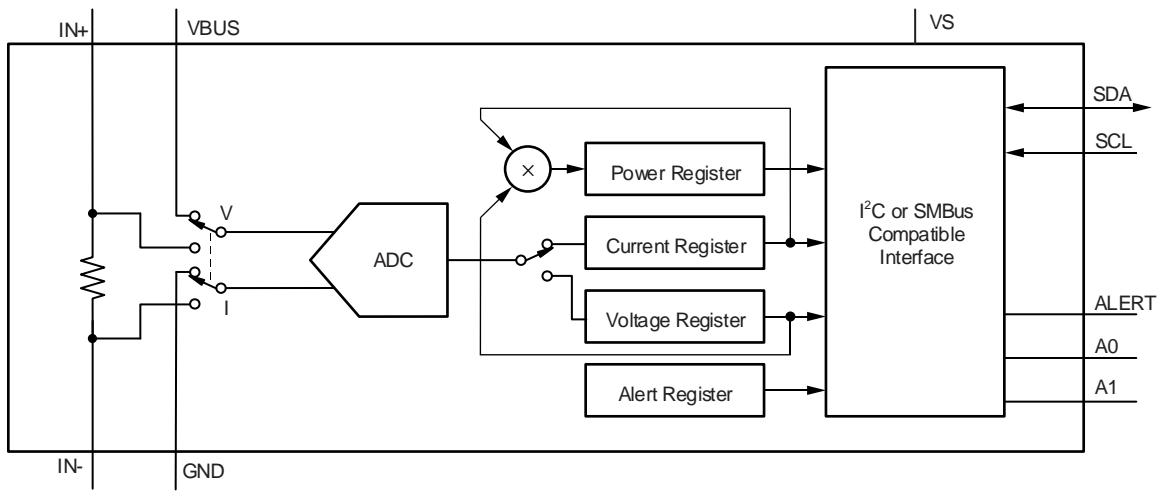 IN+
VBUS
VS
SDA
SCL
×
Power Register
V
I²C or SMBus
Compatible
Interface
ADC
Current Register
I
Voltage Register
ALERT
A0
Alert Register
A1
IN-
GND